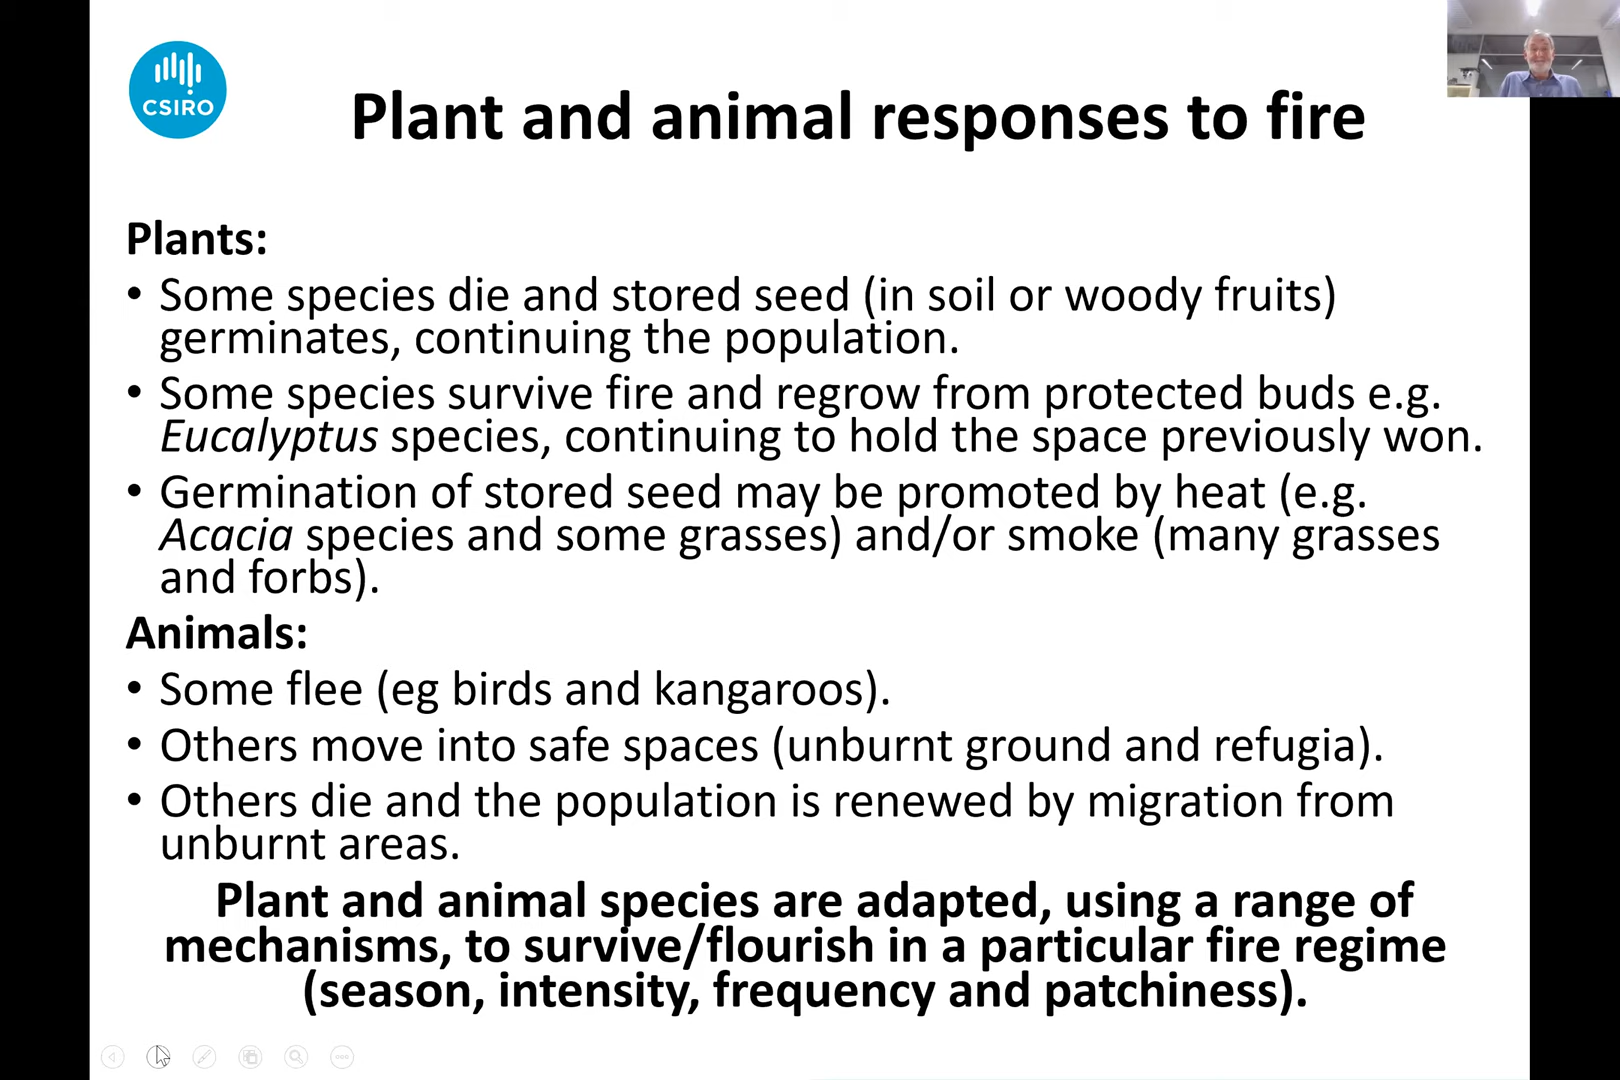 CSIRO
Plant and animal responses to fire
Plants:
• Some species die and stored seed (in soil or woody fruits)
germinates, continuing the population.
• Some species survive fire and regrow from protected buds e.g.
Eucalyptus species, continuing to hold the space previously won.
• Germination of stored seed may be promoted by heat (e.g.
Acacia species and some grasses) and/or smoke (many grasses
and forbs).
Animals:
• Some flee (eg birds and kangaroos).
• Others move into safe spaces (unburnt ground and refugia).
• Others die and the population is renewed by migration from
unburnt areas.
Plant and animal species are adapted, using a range of
mechanisms, to survive/flourish in a particular fire regime
(season, intensity, frequency and patchiness).